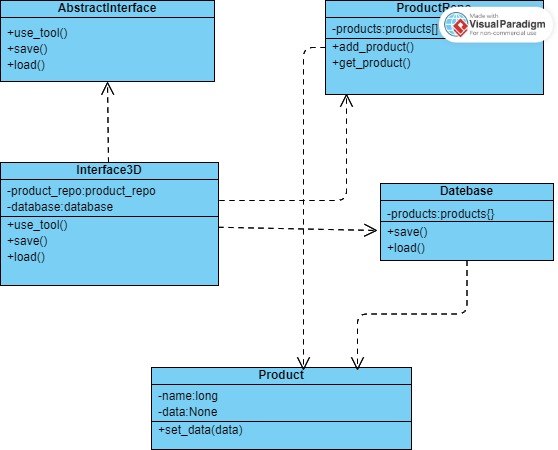 AbstractInterface
+use_tool()
+save()
+load()
ProductRepo
-products:products[]
+add_product()
+get_product()
Made with
Visual Paradigm
For non-commercial use
Interface3D
-product_repo:product_repo
-database:database
+use_tool()
+save()
+load()
Datebase
-products:products{}
+save()
+load()
Product
-name:long
-data:None
+set_data(data)